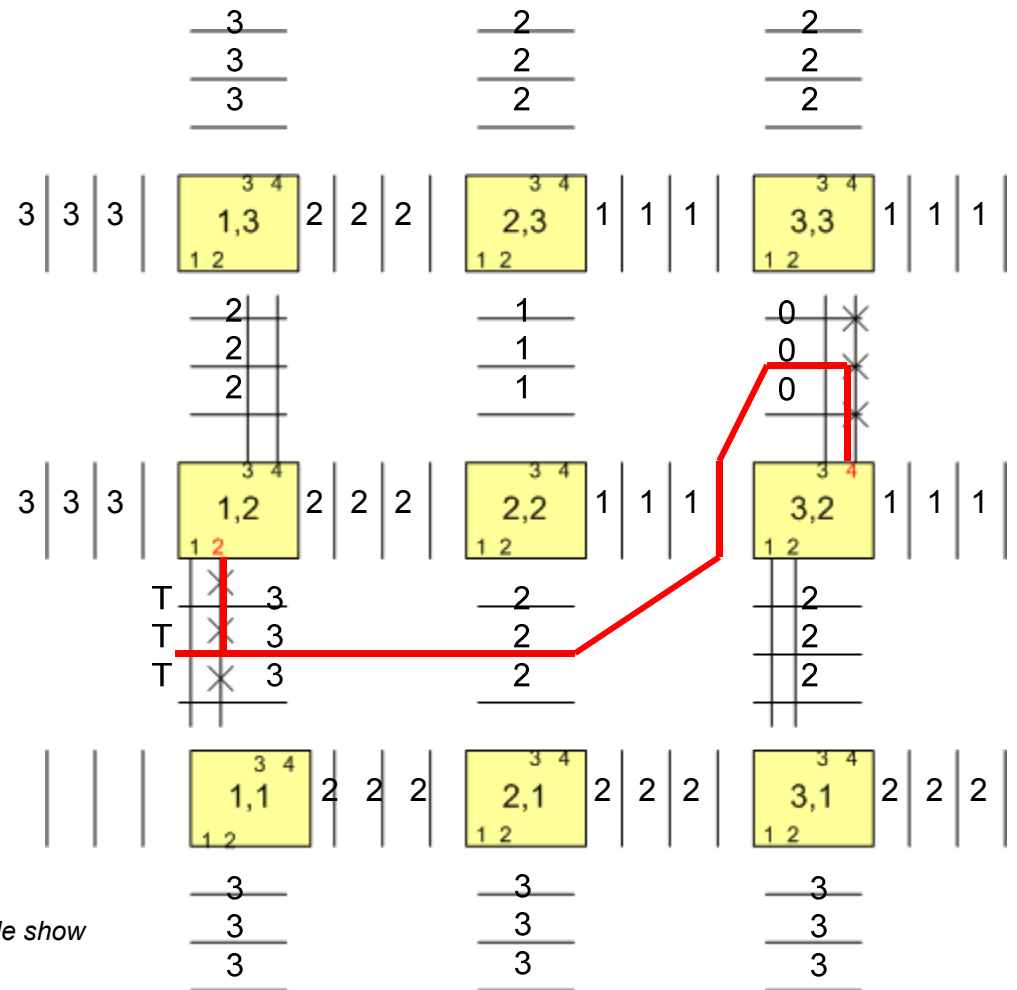 3 2 2
3 2 2
3 2 2
3 4 3 4 3 4
3 3 3 1,3 2 2 2 2,3 1 1 1 3,3 1 1 1
1 2 1 2 1 2
2 1 0
2 1 0
2 1 0
3 4 3 4 3 4
3 3 3 1,2 2 2 2 2,2 1 1 1 3,2 1 1 1
1 2 1 2 1 2
T 3 2 2
T 3 2 2
T 3 2 2
3 4 3 4 3 4
1,1 2 2 2 2,1 2 2 2 3,1 2 2 2
1 2 1 2 1 2
3 3 3
le show 3 3 3
3 3 3